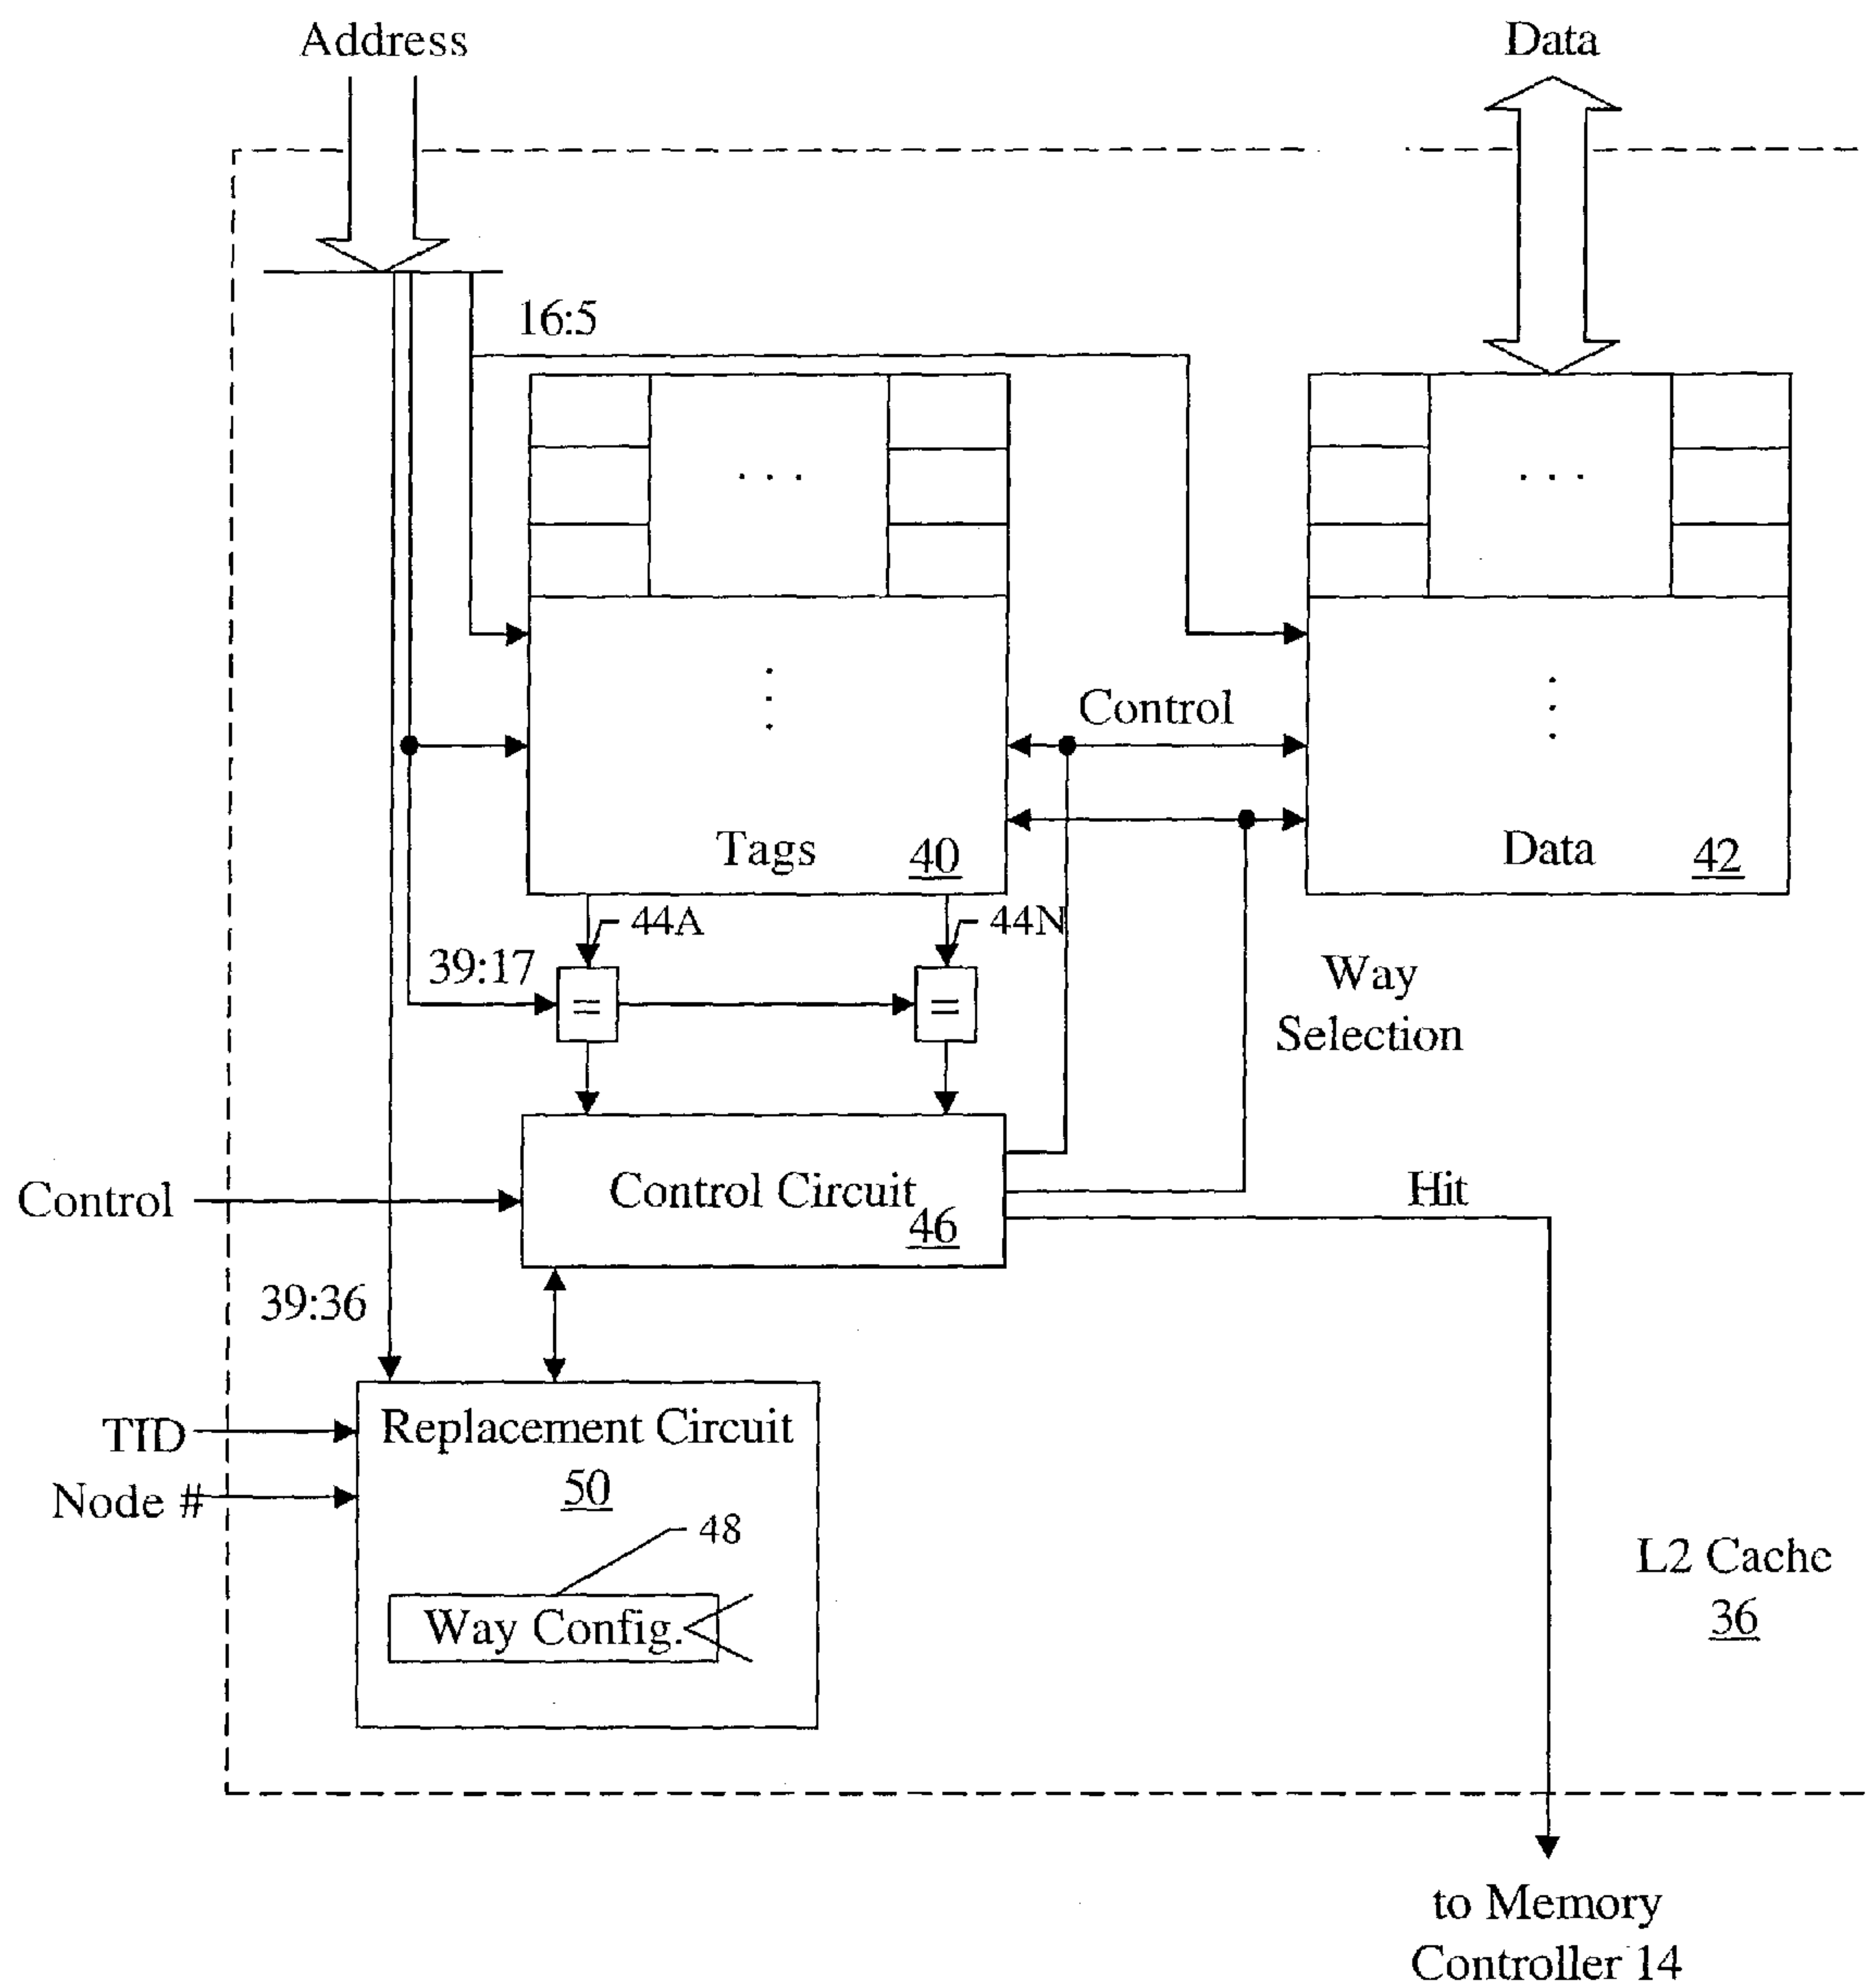 Address
Data
16:5
. . .
. . .
Control
Tags
40
Data
42
44A
44N
39:17
=
=
Way
Selection
Control
Control Circuit
46
Hit
39:36
TID
Node #
Replacement Circuit
50
48
Way Config.
L2 Cache
36
to Memory
Controller 14